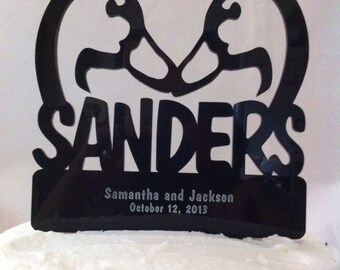 SANDERS
Samantha and Jackson
October 12, 2013